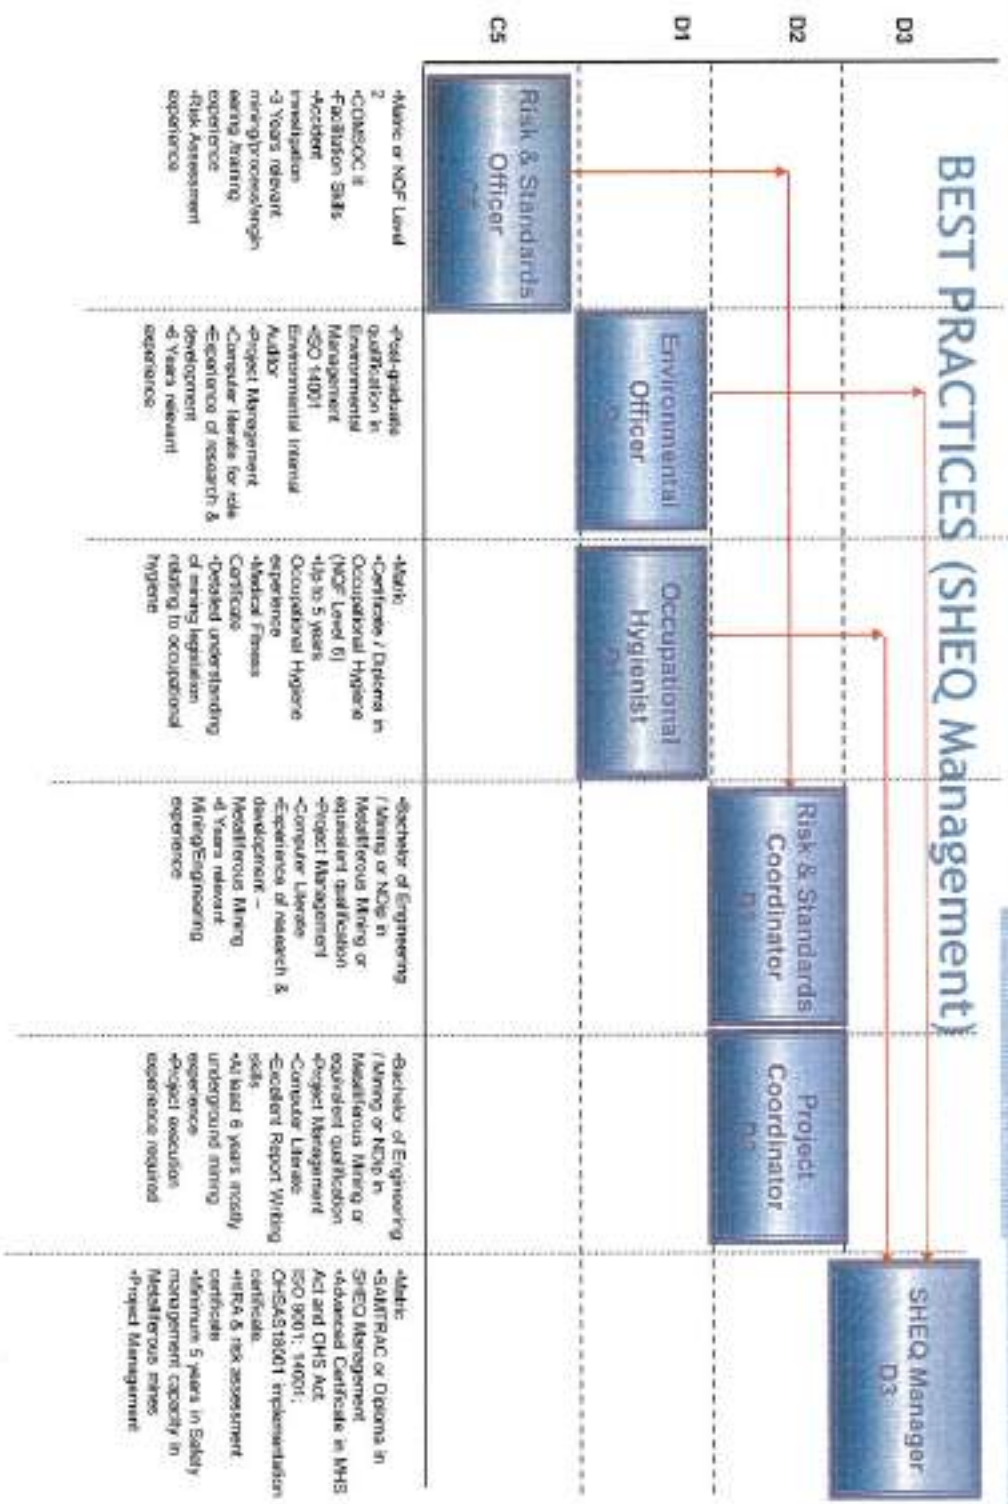 BEST PRACTICES (SHEQ Management)
D3
D2
D1
C5
Risk & Standards
Officer
Environmental
Officer
Occupational
Hygienist
Risk & Standards
Coordinator
Project
Coordinator
SHEQ Manager
D3
•Matric or NQF Level
2
•COMSOC II
•Facilitation Skills
•Accident
Investigation
•3 Years relevant
mining/process/engin
eering /training
experience
•Risk Assessment
experience
•Post-graduate
qualification in
Environmental
Management
•ISO 14001
Environmental Internal
Auditor
•Project Management
•Computer literate for role
•Experience of research &
development
•6 Years relevant
experience
•Matric
•Certificate / Diploma in
Occupational Hygiene
(NQF Level 6)
•Up to 5 years
Occupational Hygiene
experience
•Medical Fitness
Certificate
•Detailed understanding
of mining legislation
relating to occupational
hygiene
•Bachelor of Engineering
/ Mining or NDip in
Metalliferous Mining or
equivalent qualification
•Project Management
•Computer Literate
•Experience of research &
development –
Metalliferous Mining
•6 Years relevant
Mining/Engineering
experience
•Bachelor of Engineering
/ Mining or NDip in
Metalliferous Mining or
equivalent qualification
•Project Management
•Computer Literate
•Excellent Report Writing
skills
•At least 6 years mostly
underground mining
experience
•Project execution
experience required
•Matric
•SAMTRAC or Diploma in
SHEQ Management
•Advanced Certificate in MHS
Act and OHS Act.
ISO 9001; 14001;
OHSAS18001 implementation
certificate.
•HIRA & risk assessment
certificate
•Minimum 5 years in Safety
management capacity in
Metalliferous mines
•Project Management